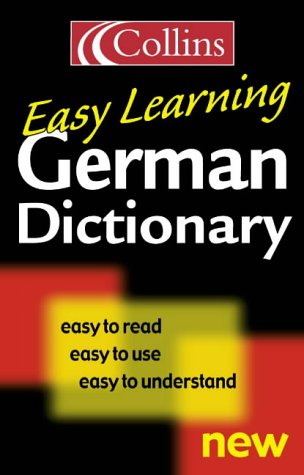 Collins
Easy Learning
German
Dictionary
easy to read
easy to use
easy to understand
new